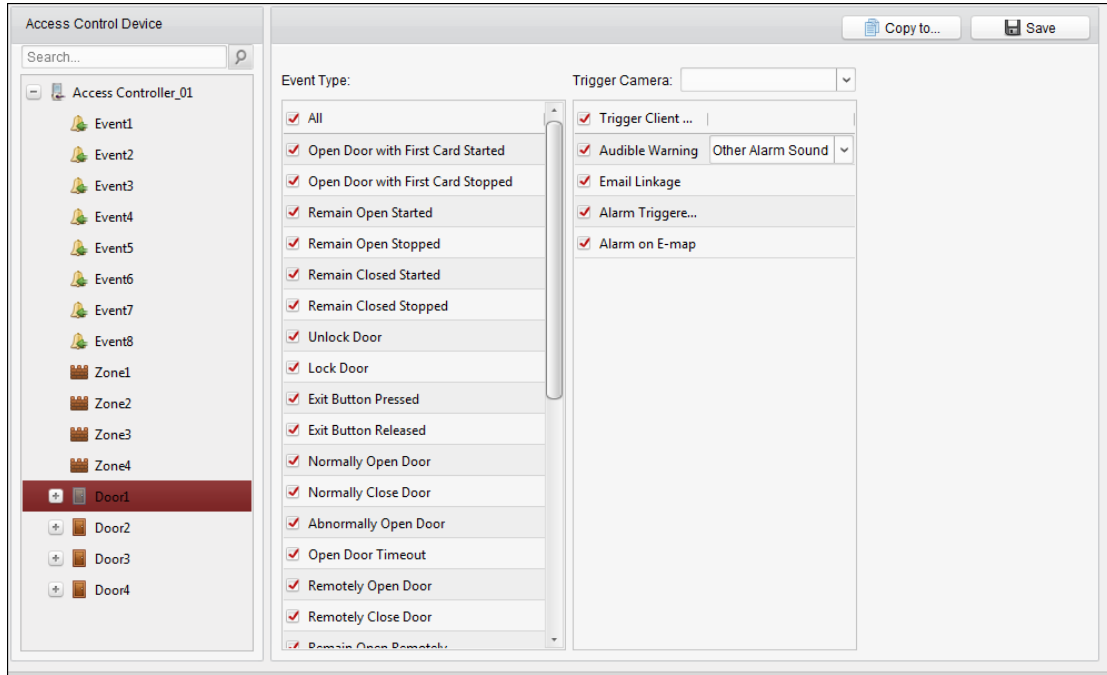 Access Control Device
Copy to...
Save
Search...
Access Controller_01
Event1
Event2
Event3
Event4
Event5
Event6
Event7
Event8
Zone1
Zone2
Zone3
Zone4
Door1
Door2
Door3
Door4
Event Type:
All
Open Door with First Card Started
Open Door with First Card Stopped
Remain Open Started
Remain Open Stopped
Remain Closed Started
Remain Closed Stopped
Unlock Door
Lock Door
Exit Button Pressed
Exit Button Released
Normally Open Door
Normally Close Door
Abnormally Open Door
Open Door Timeout
Remotely Open Door
Remotely Close Door
Remain Open Remotely
Trigger Camera:
Trigger Client ...
Audible Warning Other Alarm Sound
Email Linkage
Alarm Triggere...
Alarm on E-map